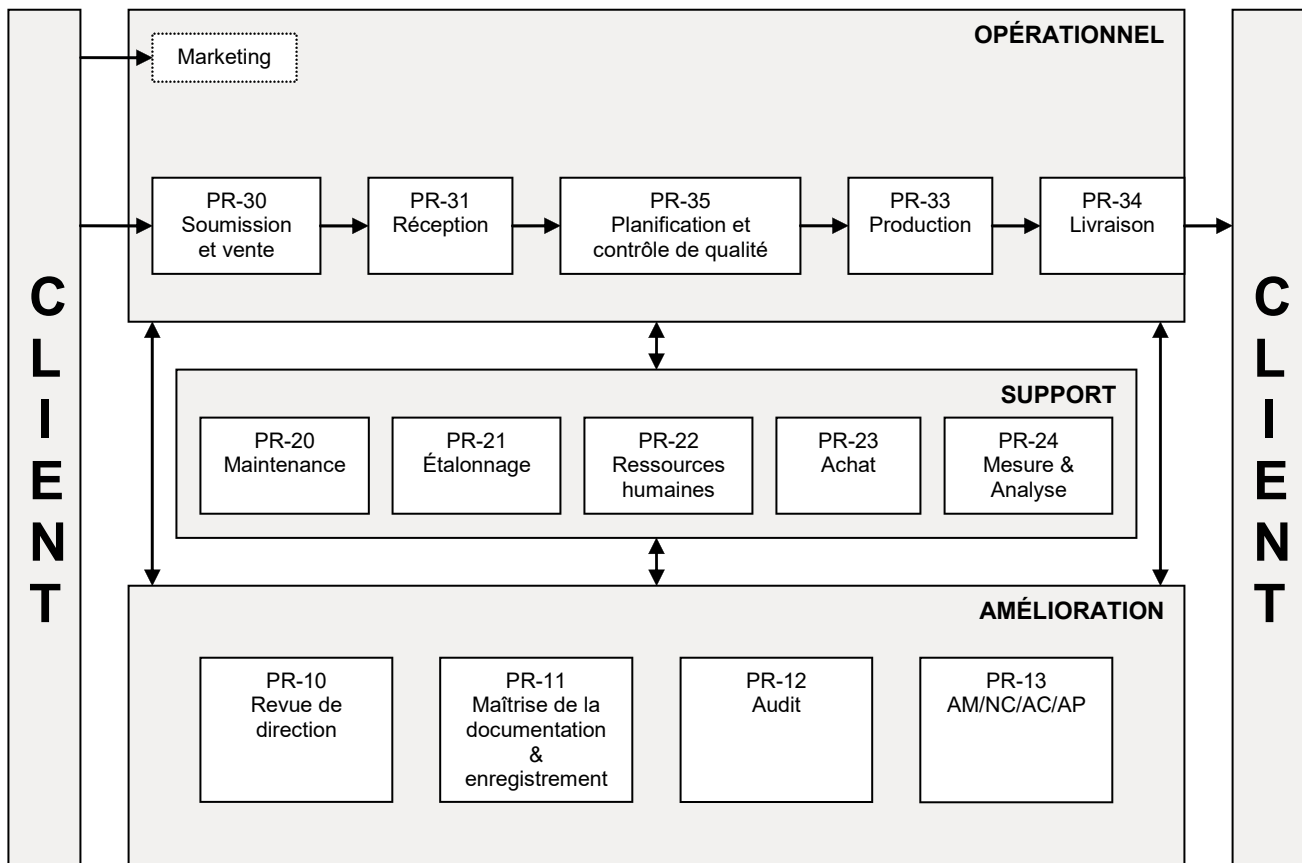 OPÉRATIONNEL
Marketing
PR-30
Soumission
et vente
PR-31
Réception
PR-35
Planification et
contrôle de qualité
PR-33
Production
PR-34
Livraison
CLIENT
CLIENT
SUPPORT
PR-20
Maintenance
PR-21
Étalonnage
PR-22
Ressources
humaines
PR-23
Achat
PR-24
Mesure &
Analyse
AMÉLIORATION
PR-10
Revue de
direction
PR-11
Maîtrise de la
documentation
&
enregistrement
PR-12
Audit
PR-13
AM/NC/AC/AP